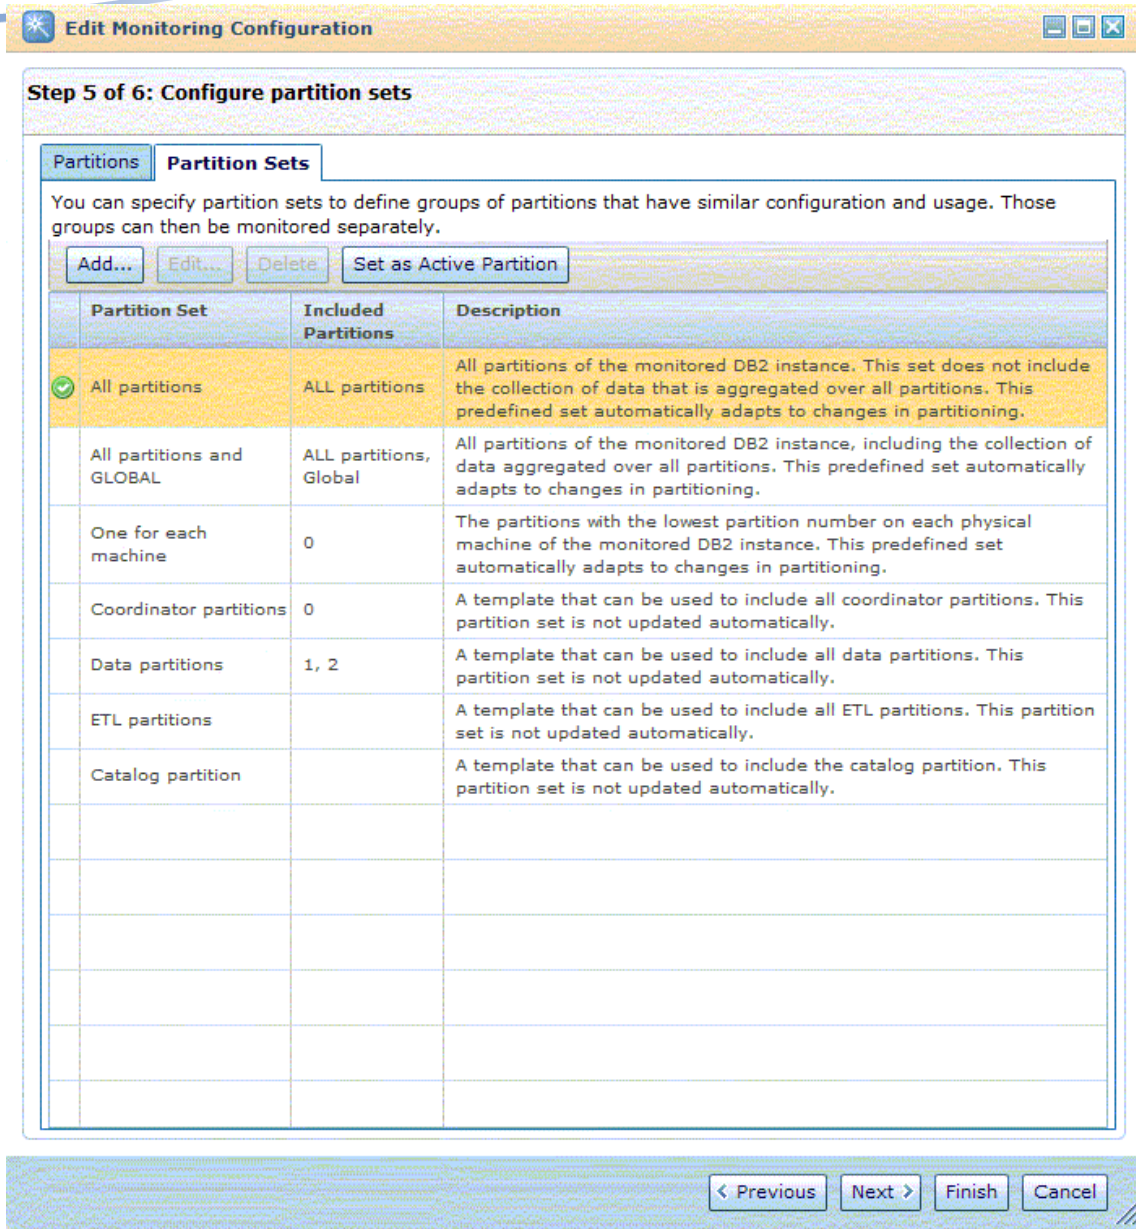 Edit Monitoring Configuration
Step 5 of 6: Configure partition sets
Partitions
Partition Sets
You can specify partition sets to define groups of partitions that have similar configuration and usage. Those
groups can then be monitored separately.
Add...
Edit...
Delete
Set as Active Partition
Partition Set
Included
Partitions
Description
All partitions
ALL partitions
All partitions of the monitored DB2 instance. This set does not include
the collection of data that is aggregated over all partitions. This
predefined set automatically adapts to changes in partitioning.
All partitions and
GLOBAL
ALL partitions,
Global
All partitions of the monitored DB2 instance, including the collection of
data aggregated over all partitions. This predefined set automatically
adapts to changes in partitioning.
One for each
machine
0
The partitions with the lowest partition number on each physical
machine of the monitored DB2 instance. This predefined set
automatically adapts to changes in partitioning.
Coordinator partitions
0
A template that can be used to include all coordinator partitions. This
partition set is not updated automatically.
Data partitions
1, 2
A template that can be used to include all data partitions. This
partition set is not updated automatically.
ETL partitions
A template that can be used to include all ETL partitions. This partition
set is not updated automatically.
Catalog partition
A template that can be used to include the catalog partition. This
partition set is not updated automatically.
Previous
Next
Finish
Cancel